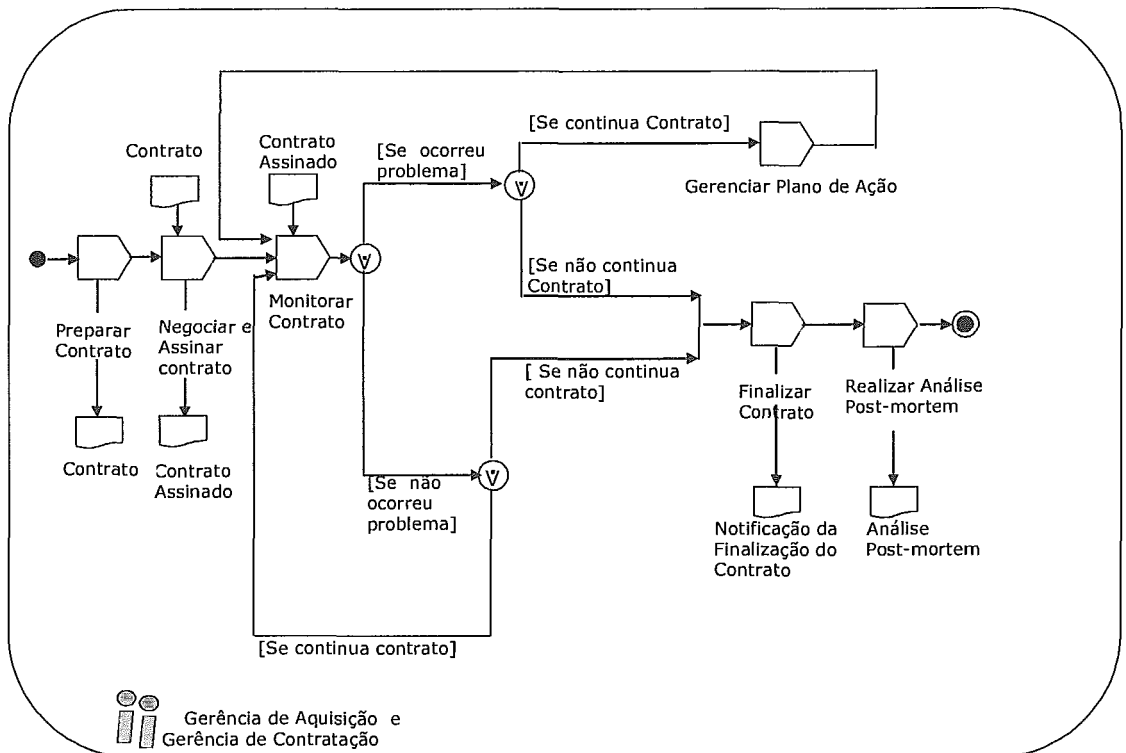 [Se continua Contrato]
Contrato
Contrato
Assinado
[Se ocorreu
problema]
Gerenciar Plano de Ação
[Se não continua
Contrato]
Preparar
Contrato
Negociar e
Assinar
contrato
Monitorar
Contrato
[ Se não continua
contrato]
Finalizar
Contrato
Realizar Análise
Post-mortem
Contrato
Contrato
Assinado
[Se não
ocorreu
problema]
Notificação da
Finalização do
Contrato
Análise
Post-mortem
[Se continua contrato]
Gerência de Aquisição e
Gerência de Contratação